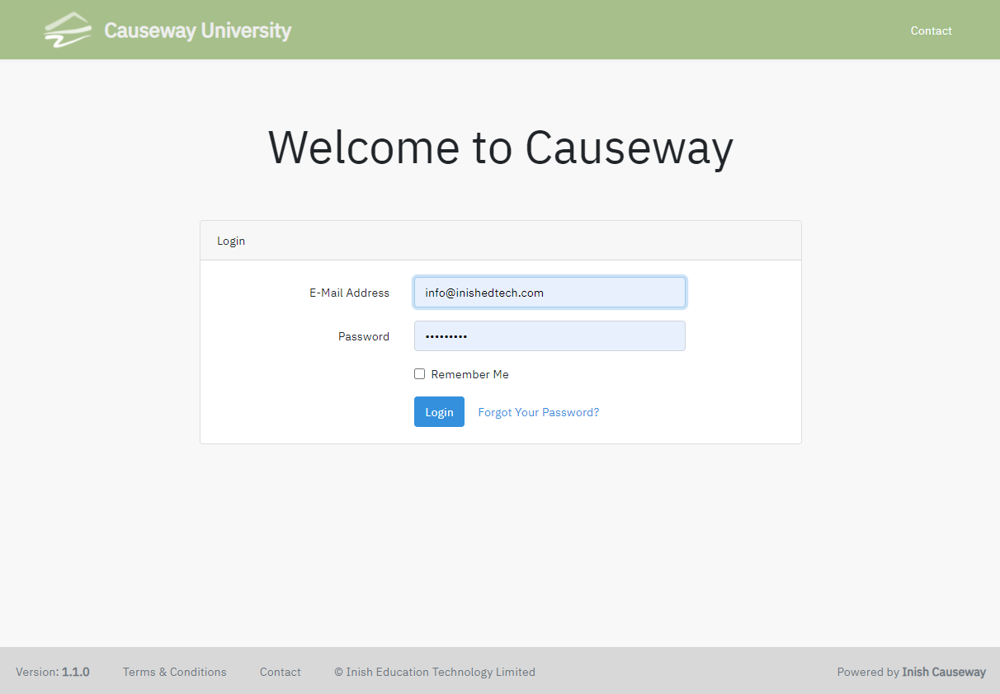 Causeway University
Contact
Welcome to Causeway
Login
E-Mail Address
info@inishedtech.com
Password
•••••••••
Remember Me
Login Forgot Your Password?
Version: 1.1.0 Terms & Conditions Contact © Inish Education Technology Limited Powered by Inish Causeway